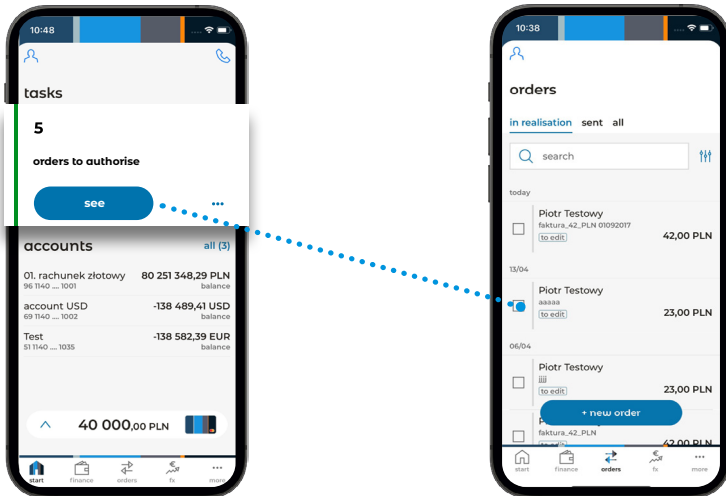 10:48
tasks
5
orders to authorise
see
accounts
all (3)
01. rachunek złotowy 80 251 348,29 PLN
96 1140 .... 1001 balance
account USD -138 489,41 USD
69 1140 .... 1002 balance
Test -138 582,39 EUR
51 1140 .... 1035 balance
40 000,00 PLN
start finance orders fx more
10:38
orders
in realisation sent all
search
today
Piotr Testowy
faktura_42_PLN 01092017
to edit
42,00 PLN
13/04
Piotr Testowy
aaaaa
to edit
23,00 PLN
06/04
Piotr Testowy
jjjj
to edit
23,00 PLN
+ new order
faktura_42_PLN
42,00 PLN
start finance orders fx more